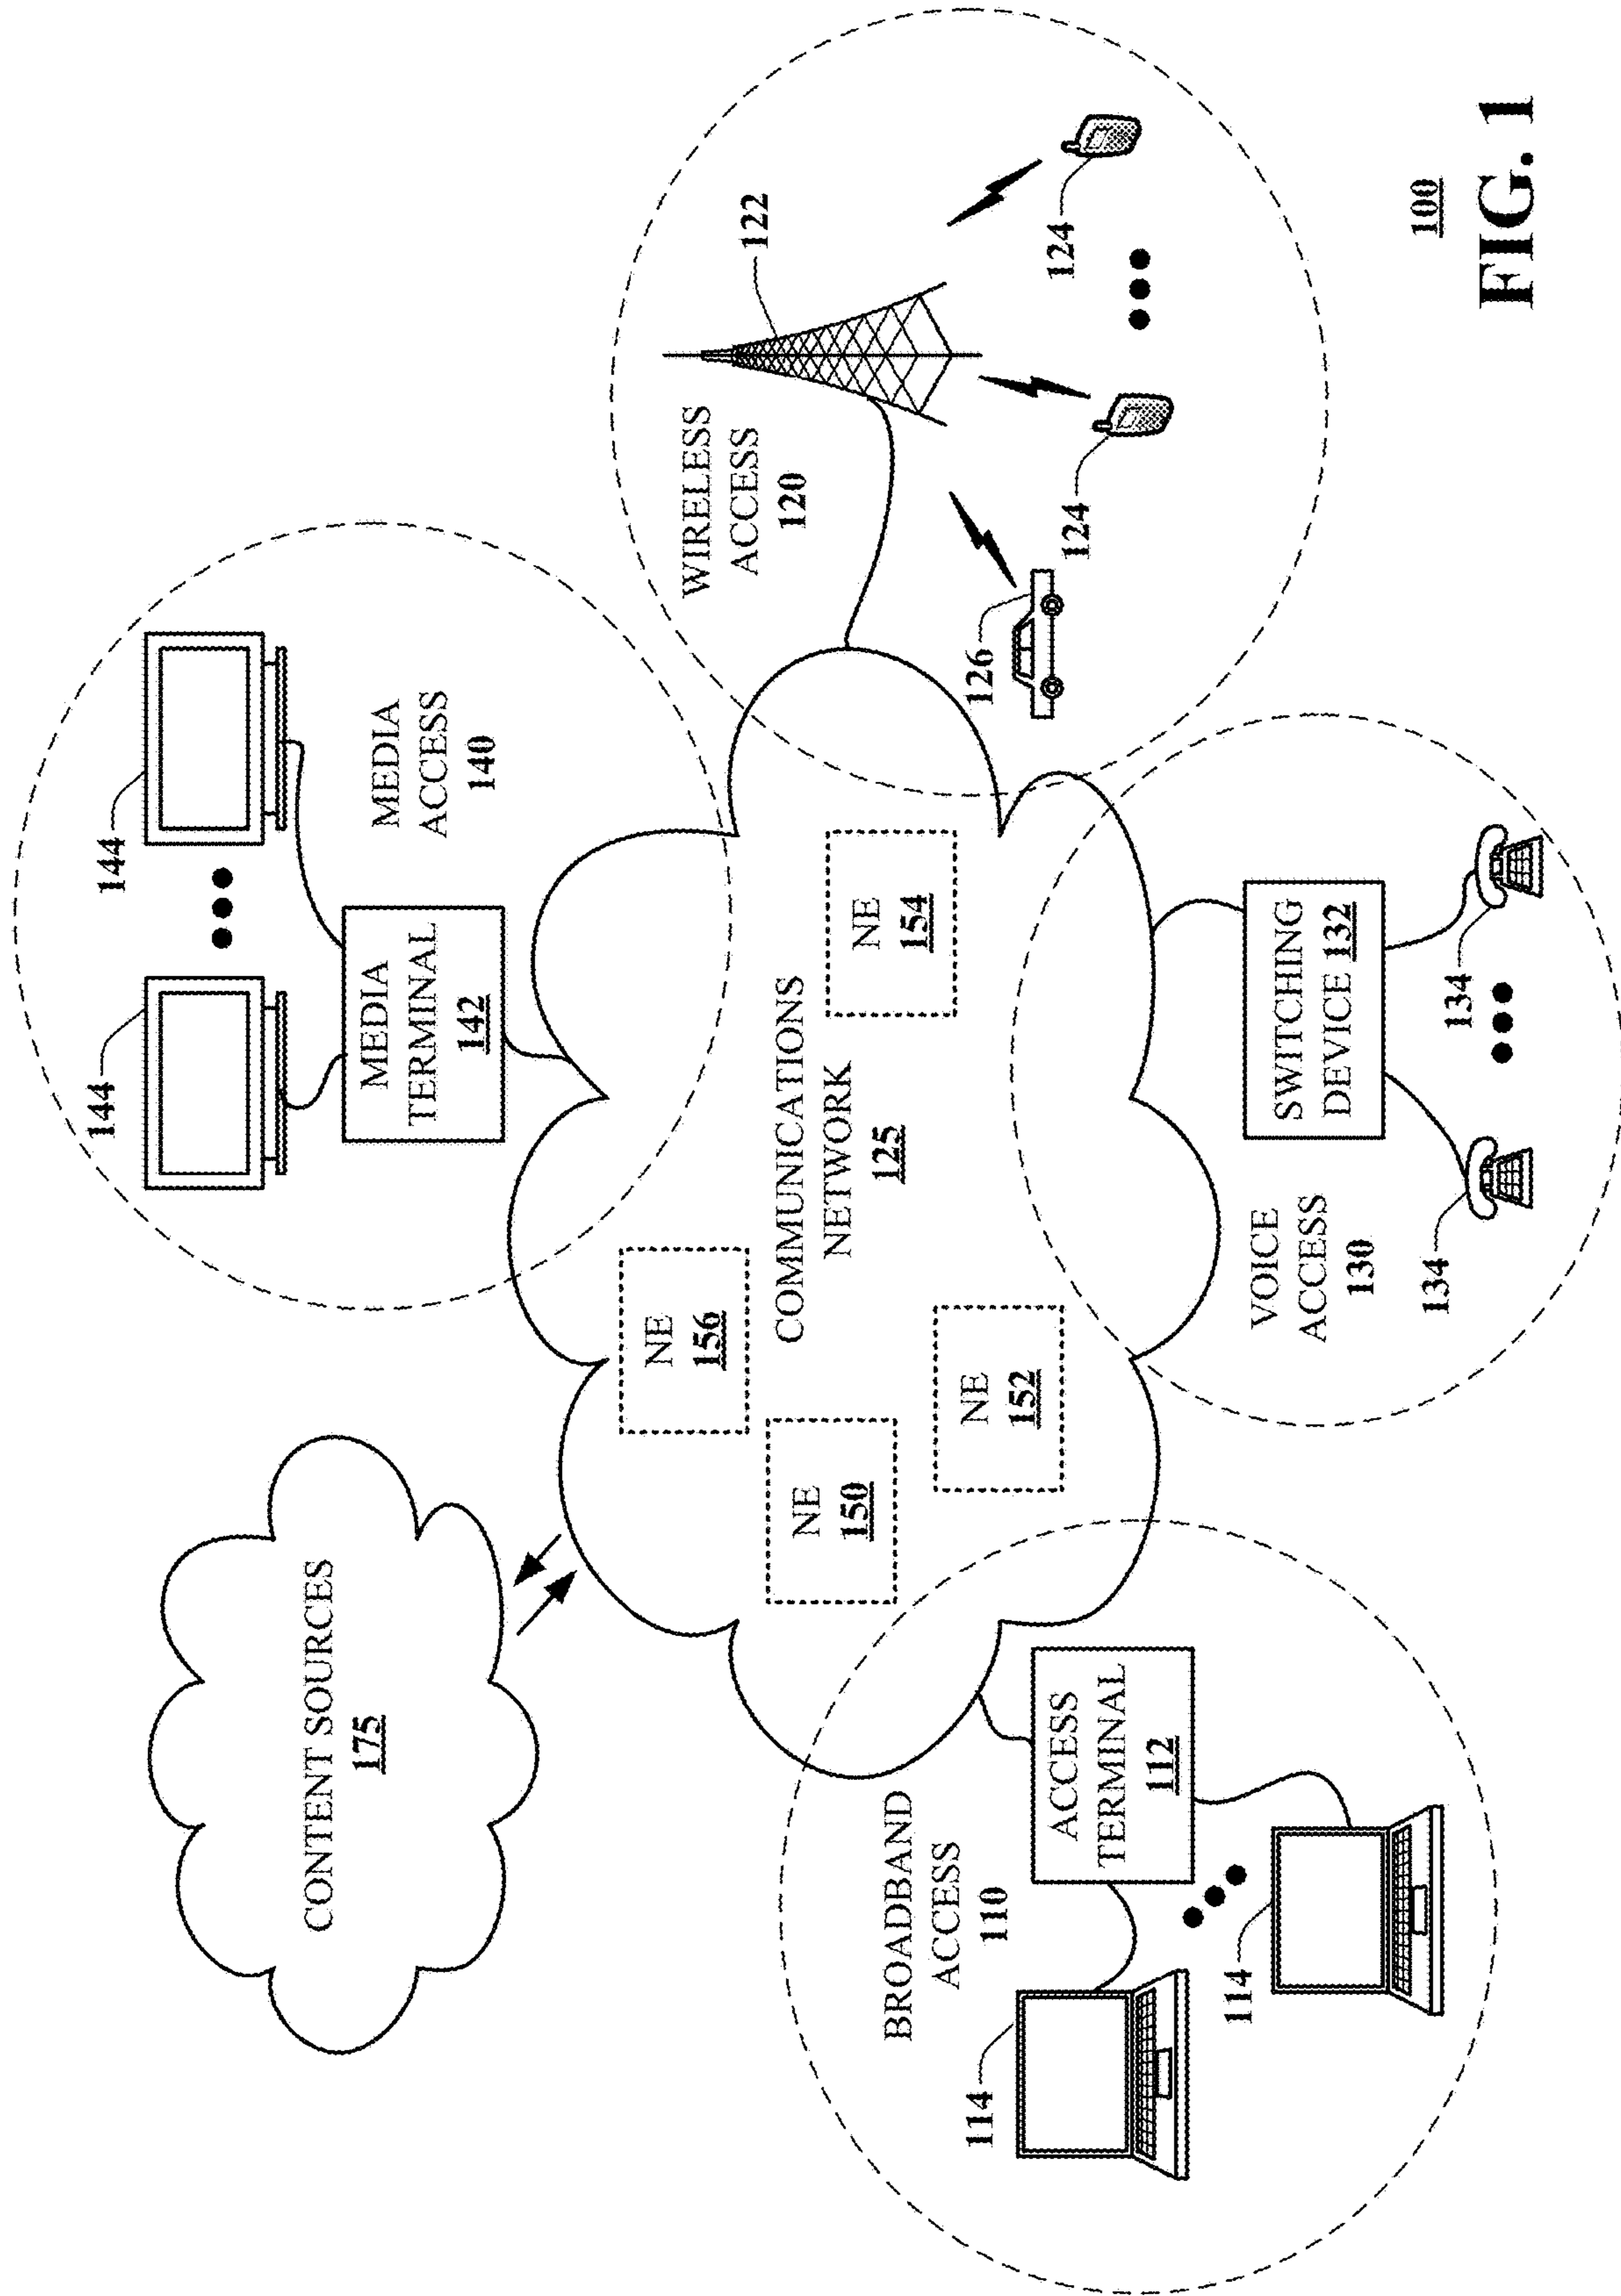 CONTENT SOURCES
175
144
144
MEDIA
TERMINAL
142
MEDIA
ACCESS
140
NE
156
NE
150
NE
152
COMMUNICATIONS
NETWORK
125
NE
154
WIRELESS
ACCESS
120
122
126
124
124
BROADBAND
ACCESS
110
ACCESS
TERMINAL
112
114
114
VOICE
ACCESS
130
SWITCHING
DEVICE 132
134
134
100
FIG. 1